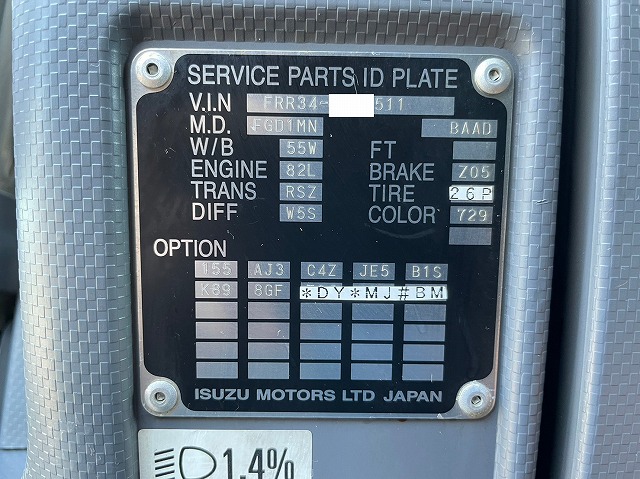 SERVICE PARTS ID PLATE
V.I.N FRR34- 511
M.D. FGD1MN BAAD
W/B 55W FT
ENGINE 82L BRAKE Z05
TRANS RSZ TIRE 26P
DIFF W5S COLOR 729
OPTION
155 AJ3 C4Z JE5 B1S
K89 8GF *DY *MJ #BM
ISUZU MOTORS LTD JAPAN
1.4%